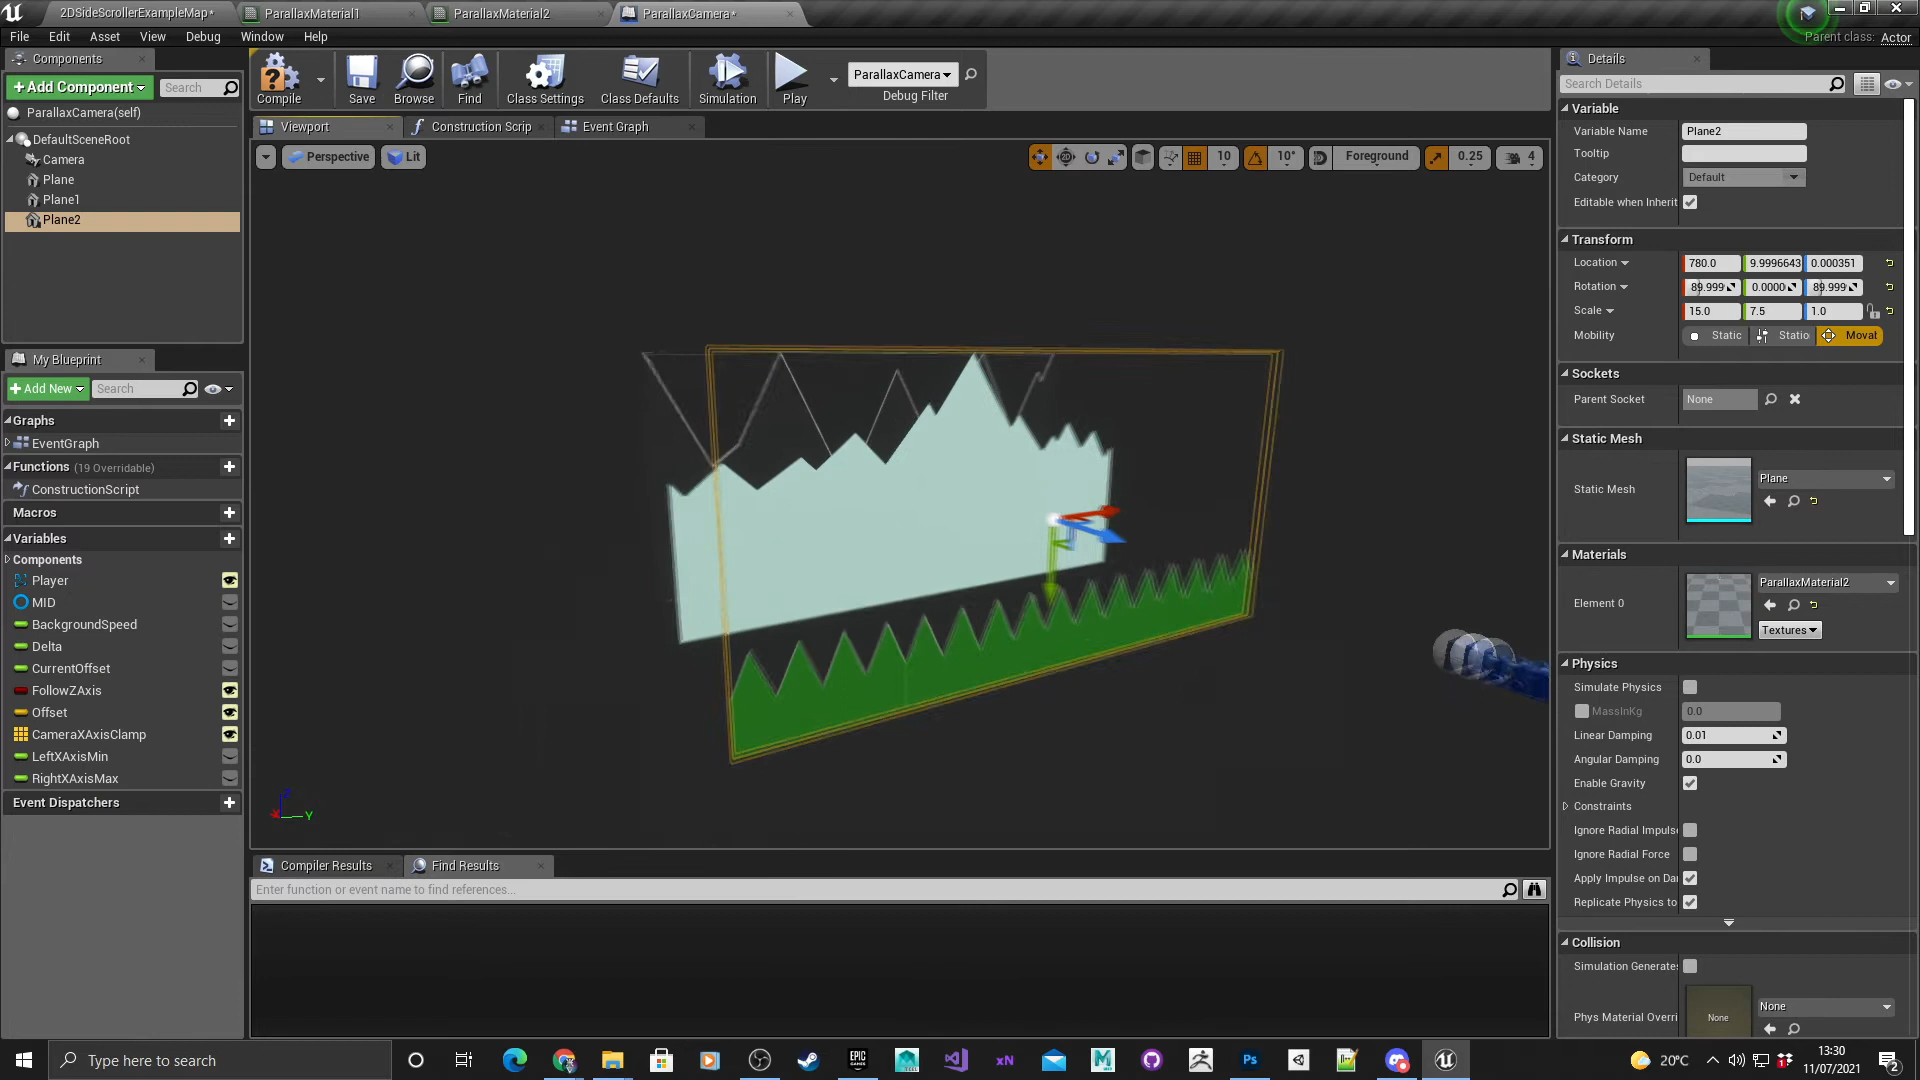 2DSideScrollerExampleMap*
ParallaxMaterial1
ParallaxMaterial2
ParallaxCamera*
File
Edit
Asset
View
Debug
Window
Help
Parent class: Actor
Components
+Add Component
Search
ParallaxCamera(self)
DefaultSceneRoot
Camera
Plane
Plane1
Plane2
Compile
Save
Browse
Find
Class Settings
Class Defaults
Simulation
Play
ParallaxCamera
Debug Filter
Viewport
Construction Scrip
Event Graph
Perspective
Lit
10
10°
Foreground
0.25
4
My Blueprint
+Add New
Search
Graphs
EventGraph
Functions (19 Overridable)
ConstructionScript
Macros
Variables
Components
Player
MID
BackgroundSpeed
Delta
CurrentOffset
FollowZAxis
Offset
CameraXAxisClamp
LeftXAxisMin
RightXAxisMax
Event Dispatchers
Z
X
Y
Compiler Results
Find Results
Enter function or event name to find references...
Details
Search Details
Variable
Variable Name
Plane2
Tooltip
Category
Default
Editable when Inherit
Transform
Location
780.0
9.9996643
0.000351
Rotation
89.999
0.0000
89.999
Scale
15.0
7.5
1.0
Mobility
Static
Statio
Movat
Sockets
Parent Socket
None
Static Mesh
Static Mesh
Plane
Materials
Element 0
ParallaxMaterial2
Textures
Physics
Simulate Physics
MassInKg
0.0
Linear Damping
0.01
Angular Damping
0.0
Enable Gravity
Constraints
Ignore Radial Impuls
Ignore Radial Force
Apply Impulse on Da
Replicate Physics to
Collision
Simulation Generate
Phys Material Overri
None
None
Type here to search
20°C
13:30
11/07/2021
2